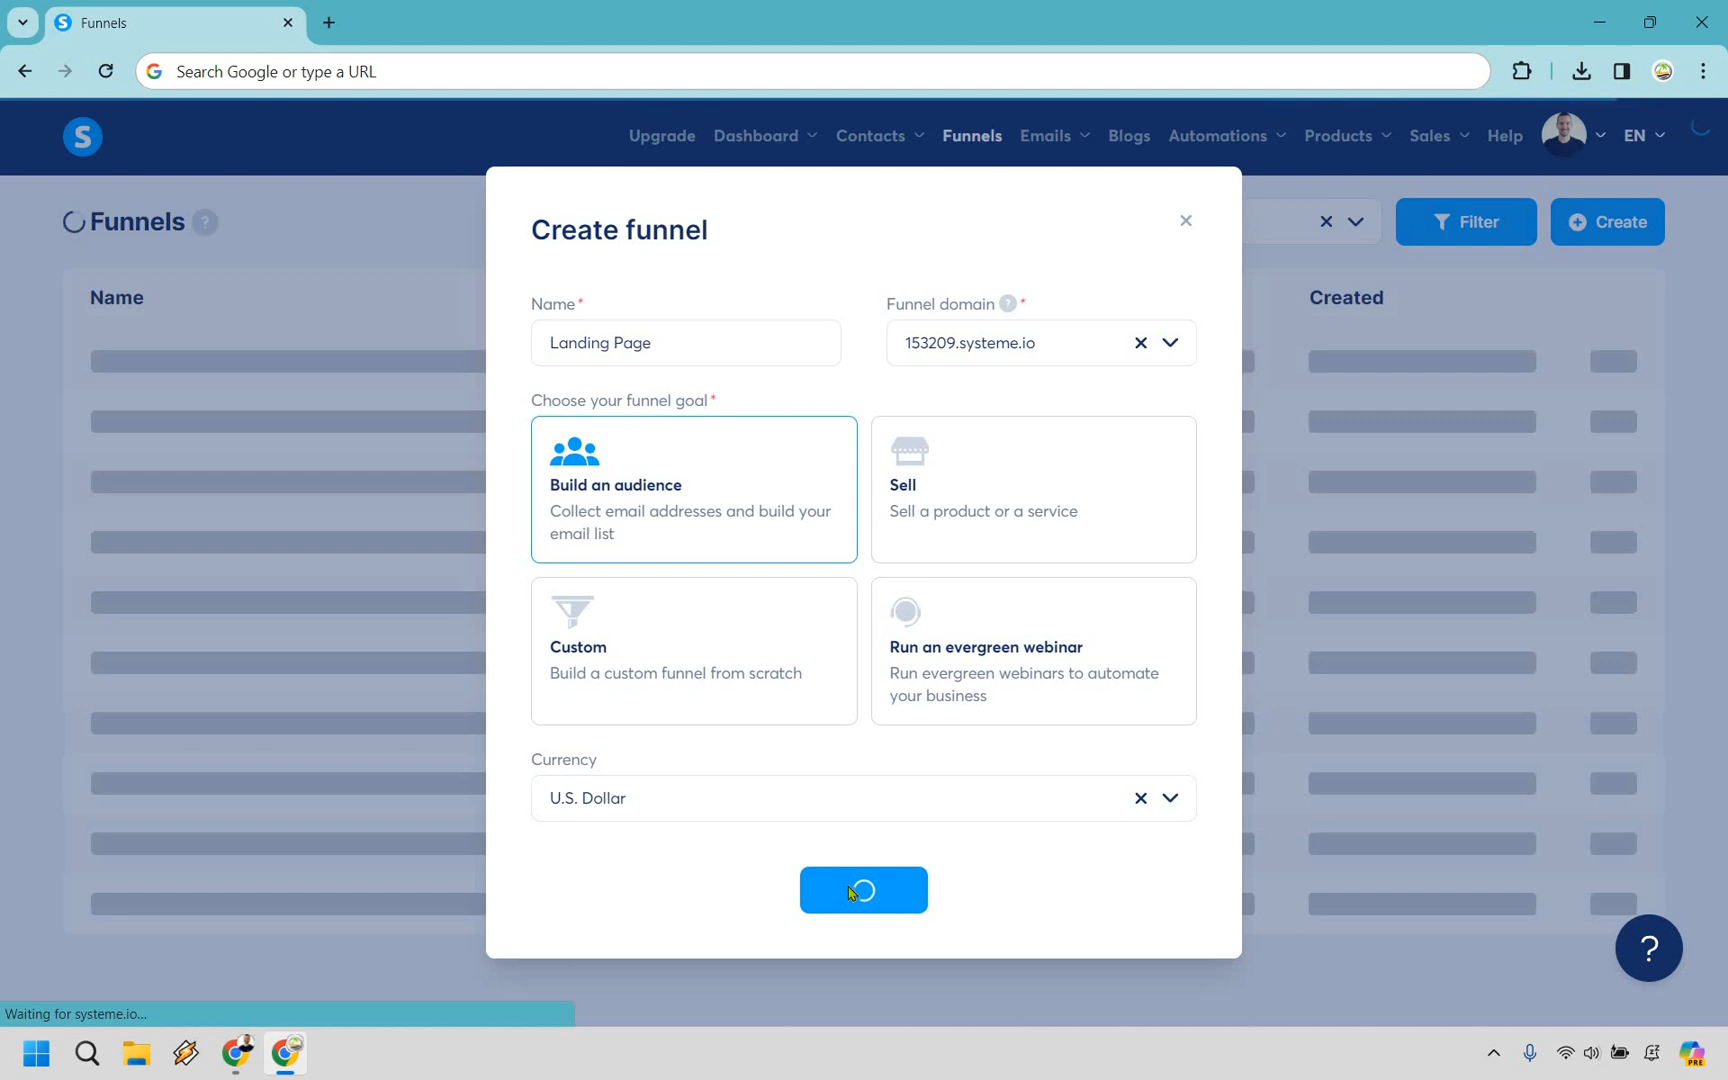 Funnels
Search Google or type a URL
S
Upgrade Dashboard Contacts Funnels Emails Blogs Automations Products Sales Help EN
Funnels ?
Filter
Create
Name
Created
Create funnel
Name*
Funnel domain ? *
Landing Page
153209.systeme.io
Choose your funnel goal*
Build an audience
Collect email addresses and build your
email list
Sell
Sell a product or a service
Custom
Build a custom funnel from scratch
Run an evergreen webinar
Run evergreen webinars to automate
your business
Currency
U.S. Dollar
?
Waiting for systeme.io...
PRE